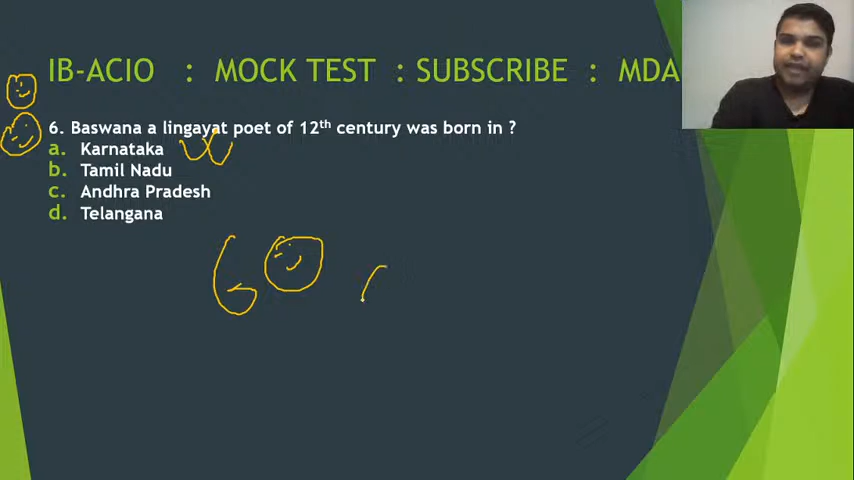 IB-ACIO : MOCK TEST : SUBSCRIBE : MDA
6. Baswana a lingayat poet of 12th century was born in ?
a. Karnataka
b. Tamil Nadu
c. Andhra Pradesh
d. Telangana